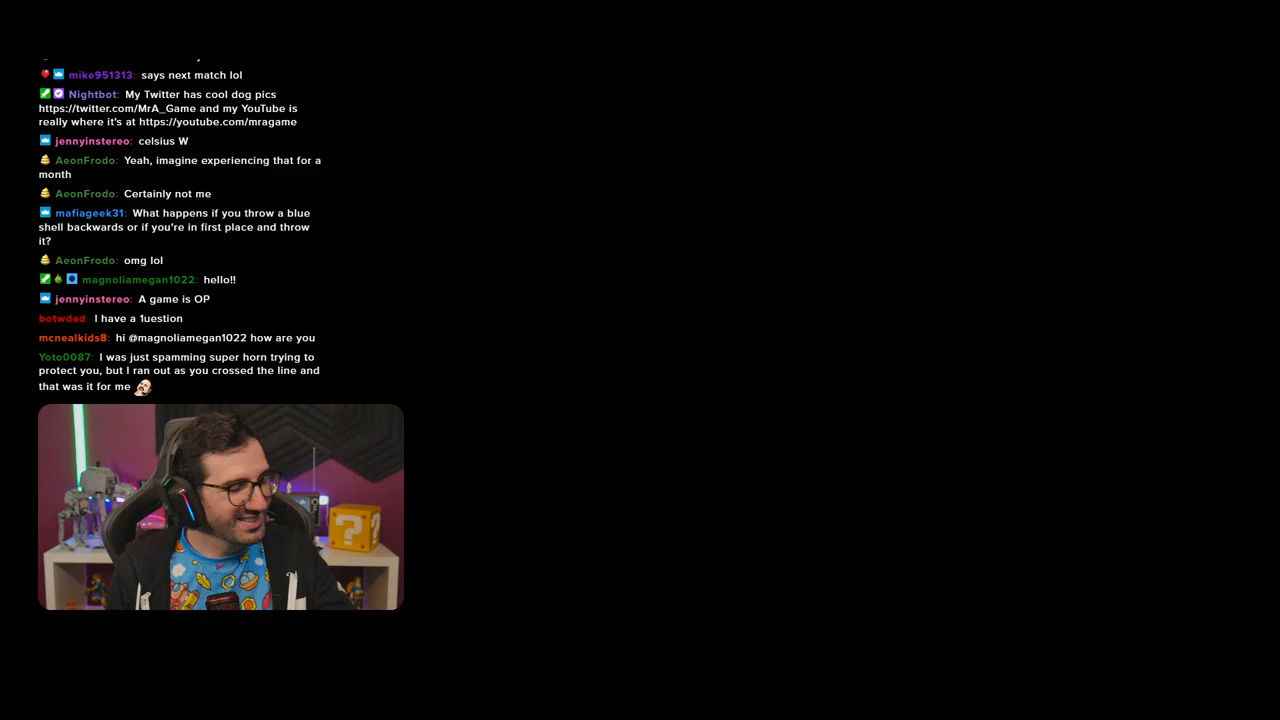 mike951313: says next match lol
Nightbot: My Twitter has cool dog pics
https://twitter.com/MrA_Game and my YouTube is
really where it's at https://youtube.com/mragame
jennyinstereo: celsius W
AeonFrodo: Yeah, imagine experiencing that for a
month
AeonFrodo: Certainly not me
mafiageek31: What happens if you throw a blue
shell backwards or if you're in first place and throw
it?
AeonFrodo: omg lol
magnoliamegan1022: hello!!
jennyinstereo: A game is OP
botwdad: I have a 1uestion
mcnealkids8: hi @magnoliamegan1022 how are you
Yoto0087: I was just spamming super horn trying to
protect you, but I ran out as you crossed the line and
that was it for me
?